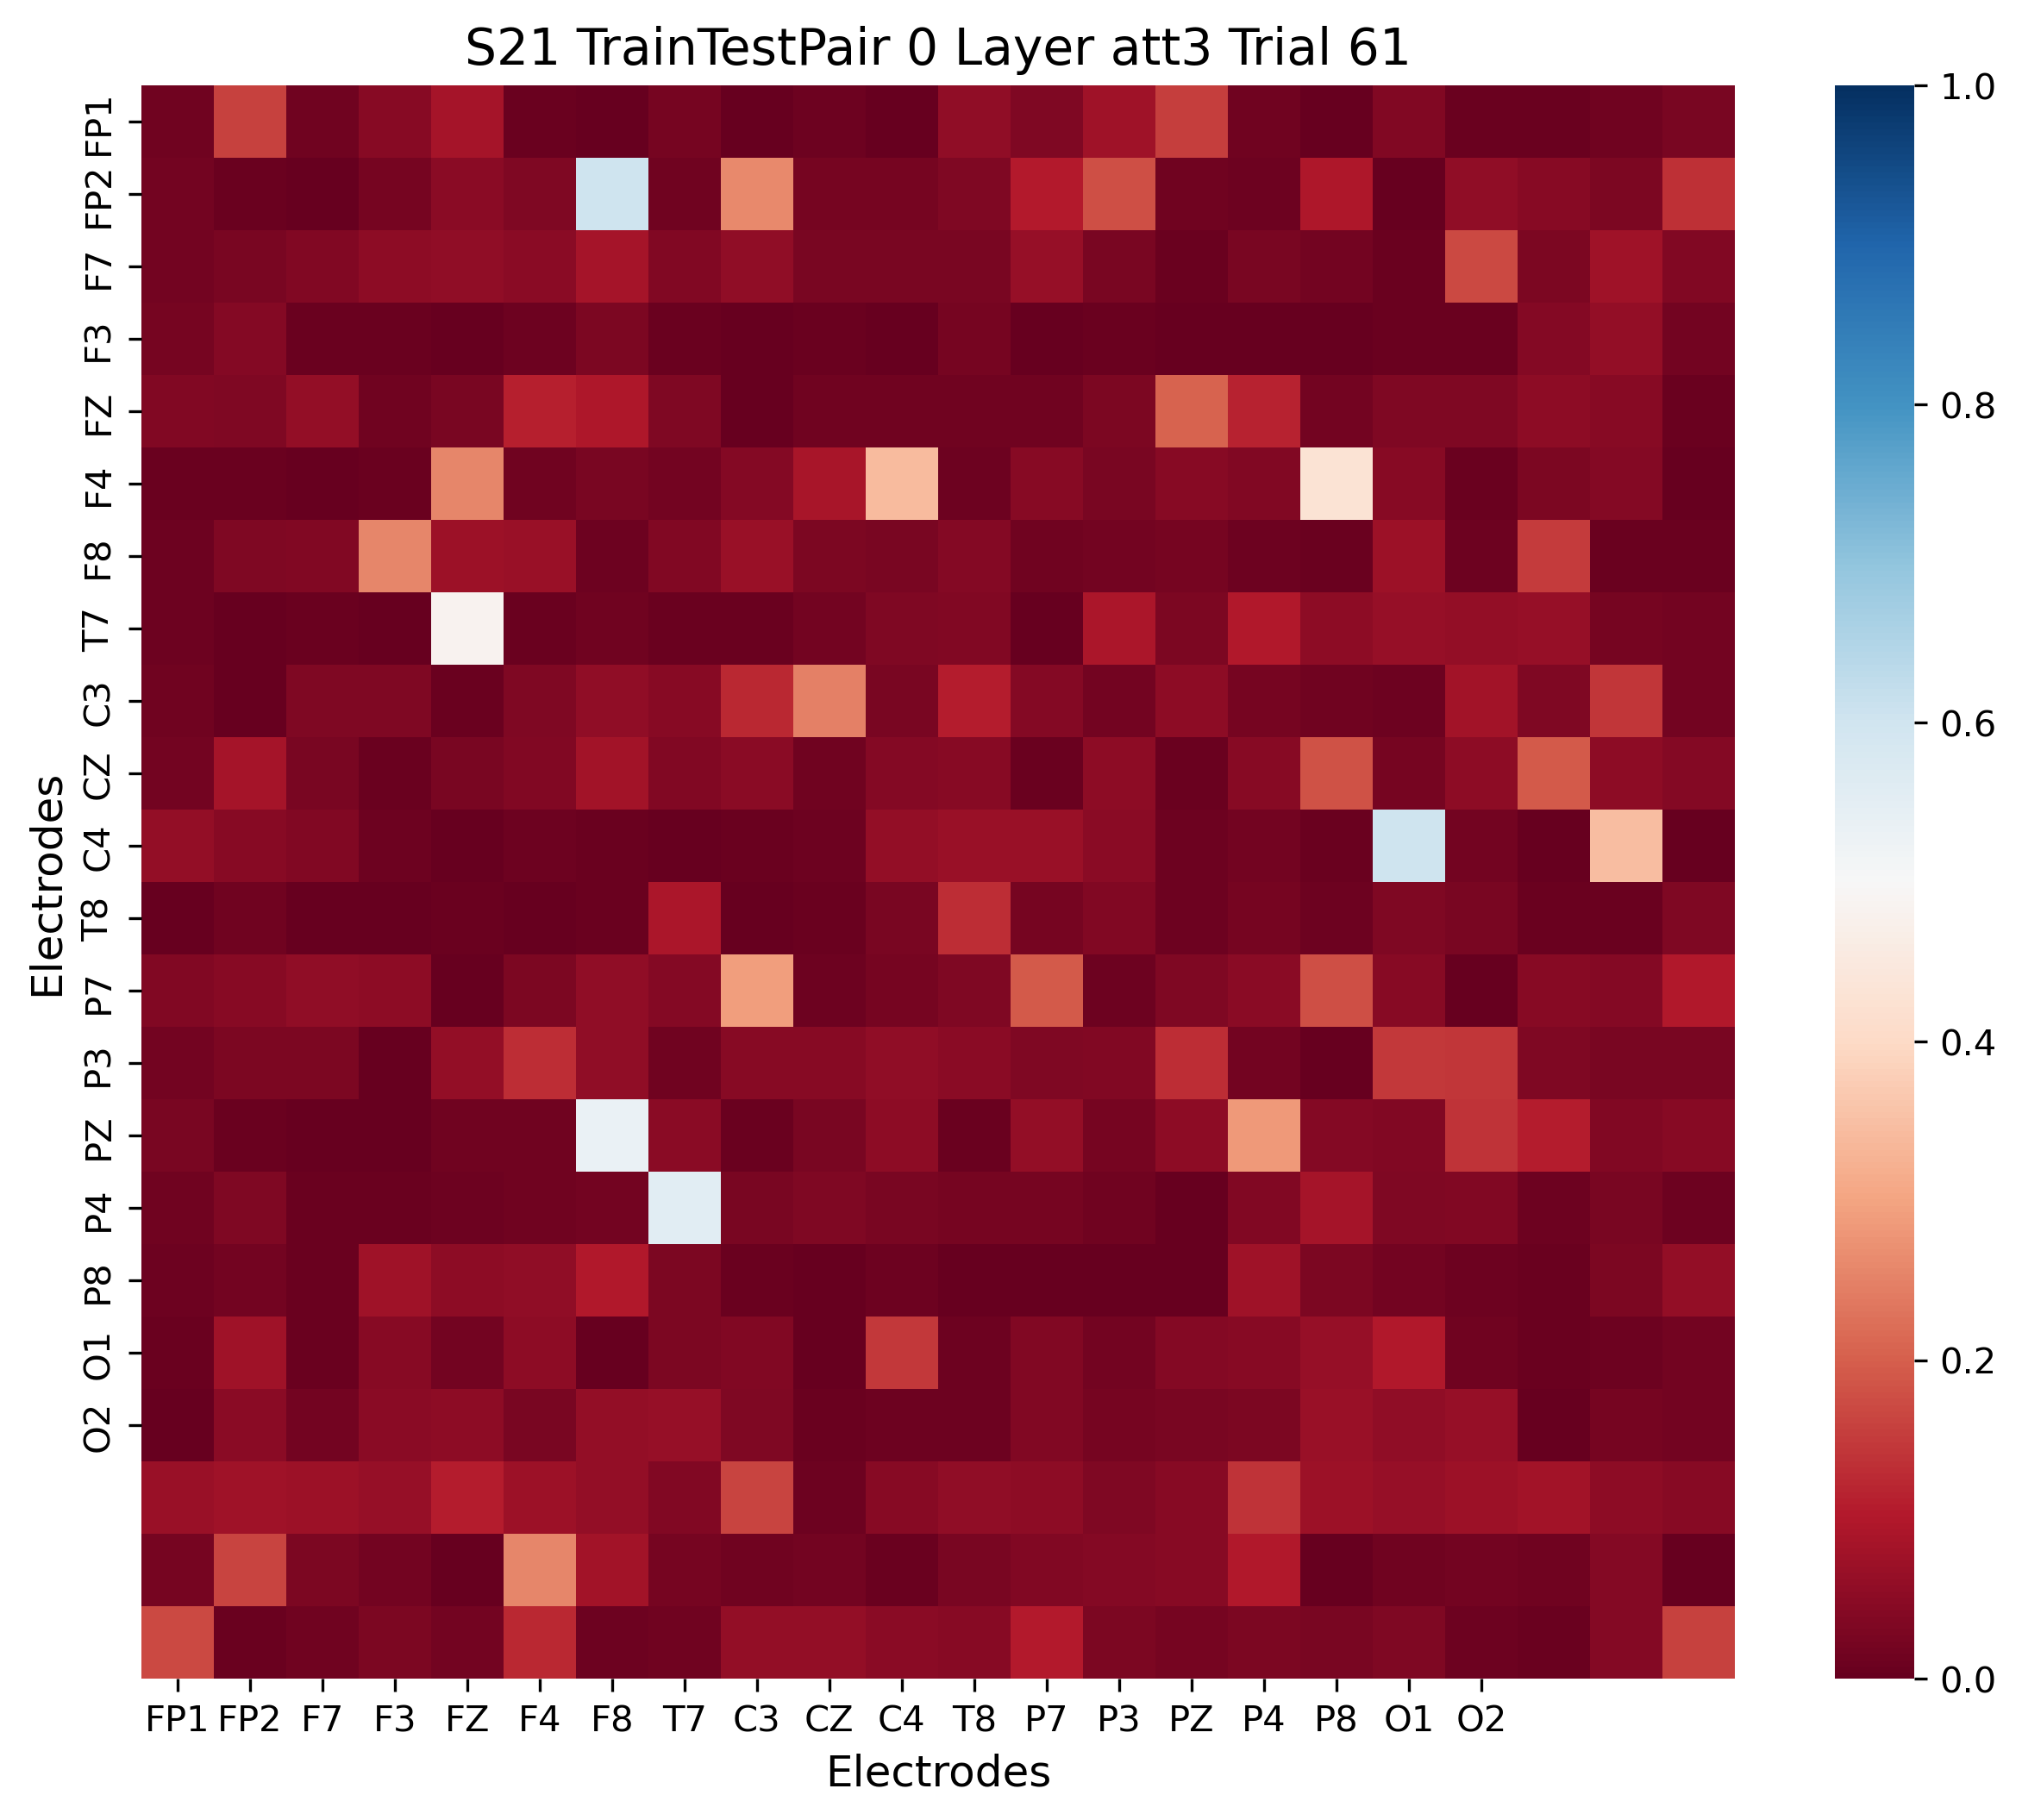 S21 TrainTestPair 0 Layer att3 Trial 61
Electrodes
FP1
FP2
F7
F3
FZ
F4
F8
T7
C3
CZ
C4
T8
P7
P3
PZ
P4
P8
O1
O2
FP1 FP2 F7 F3 FZ F4 F8 T7 C3 CZ C4 T8 P7 P3 PZ P4 P8 O1 O2
Electrodes
1.0
0.8
0.6
0.4
0.2
0.0